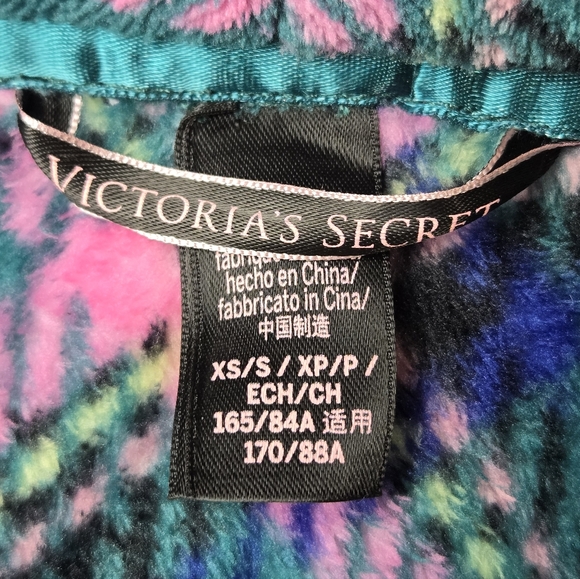 VICTORIA'S SECRET
hecho en China/
fabbricato in Cina/
中国制造
XS/S / XP/P /
ECH/CH
165/84A 适用
170/88A